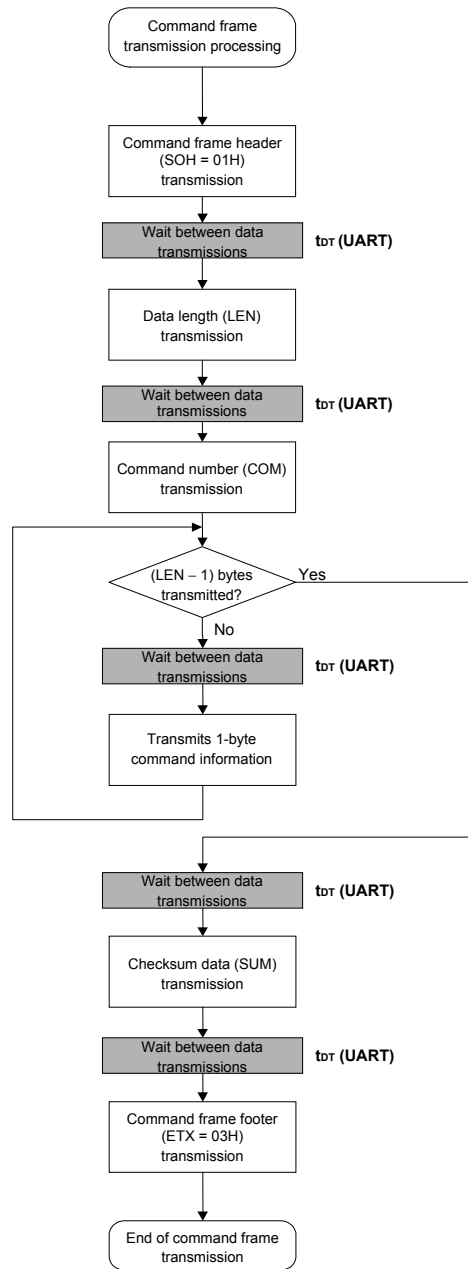 Command frame
transmission processing
Command frame header
(SOH = 01H)
transmission
Wait between data
transmissions
tDT (UART)
Data length (LEN)
transmission
Wait between data
transmissions
tDT (UART)
Command number (COM)
transmission
(LEN – 1) bytes
transmitted?
Yes
No
Wait between data
transmissions
tDT (UART)
Transmits 1-byte
command information
Wait between data
transmissions
tDT (UART)
Checksum data (SUM)
transmission
Wait between data
transmissions
tDT (UART)
Command frame footer
(ETX = 03H)
transmission
End of command frame
transmission